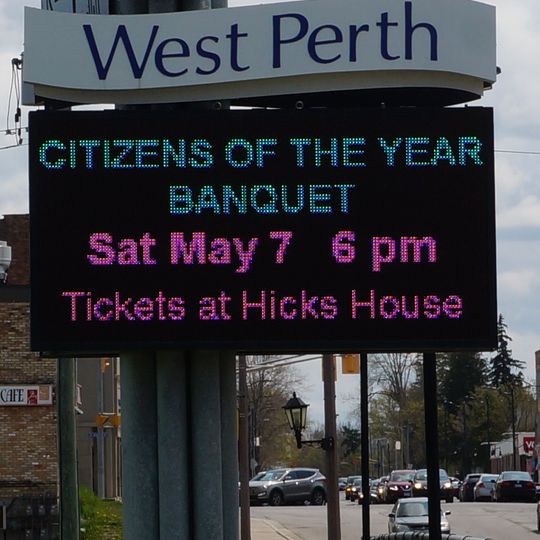 West Perth
CITIZENS OF THE YEAR
BANQUET
Sat May 7 6 pm
Tickets at Hicks House
CAFE